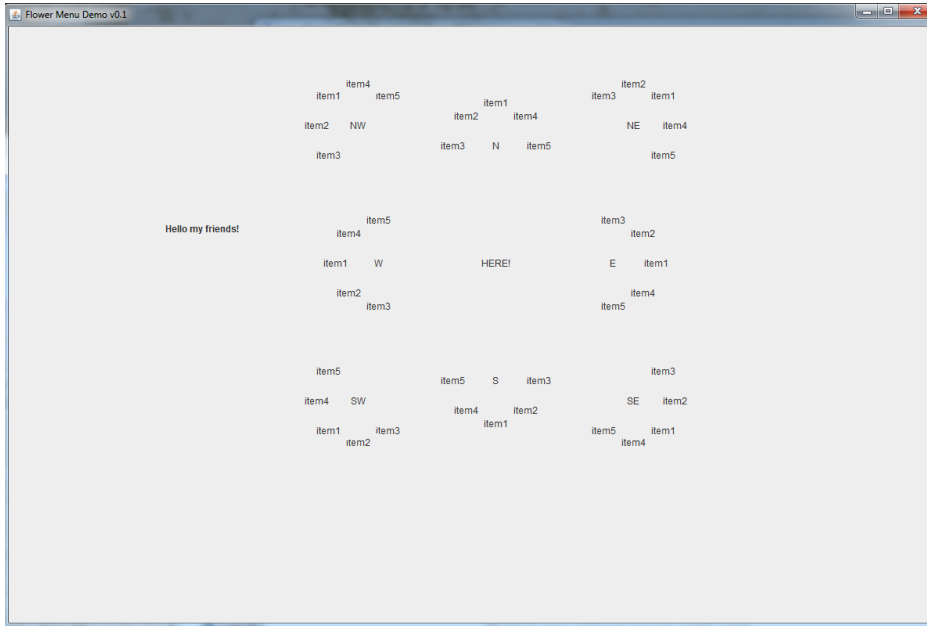 Flower Menu Demo v0.1
item4 item2
item1 item5 item1 item3 item1
item2 item4
item2 NW NE item4
item3 N item5
item3 item5
item5 item3
Hello my friends!
item4 item2
item1 W HERE! E item1
item2 item4
item3 item5
item5 item3
item5 S item3
item4 SW SE item2
item4 item2
item1 item3 item1 item5 item1
item2 item4